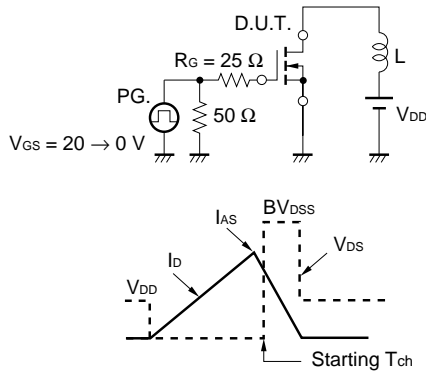 D.U.T.
RG = 25 Ω
L
PG.
50 Ω
VDD
VGS = 20 → 0 V
BVDSS
IAS
ID
VDS
VDD
Starting Tch